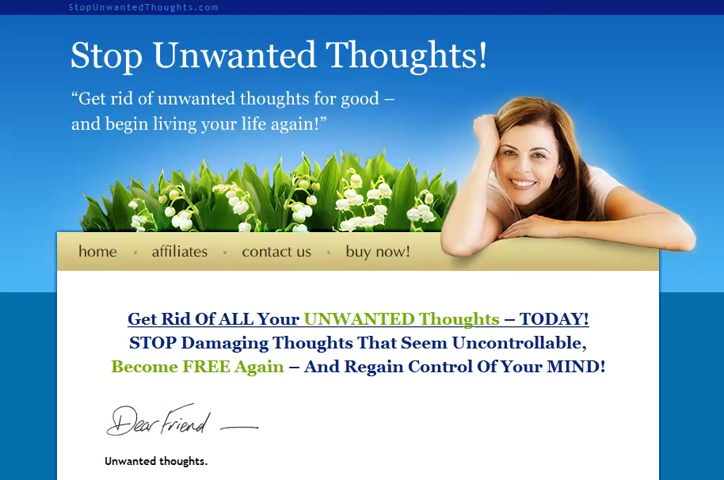 StopUnwantedThoughts.com
Stop Unwanted Thoughts!
“Get rid of unwanted thoughts for good –
and begin living your life again!”
home • affiliates • contact us • buy now!
Get Rid Of ALL Your UNWANTED Thoughts – TODAY!
STOP Damaging Thoughts That Seem Uncontrollable,
Become FREE Again – And Regain Control Of Your MIND!
Dear Friend —
Unwanted thoughts.